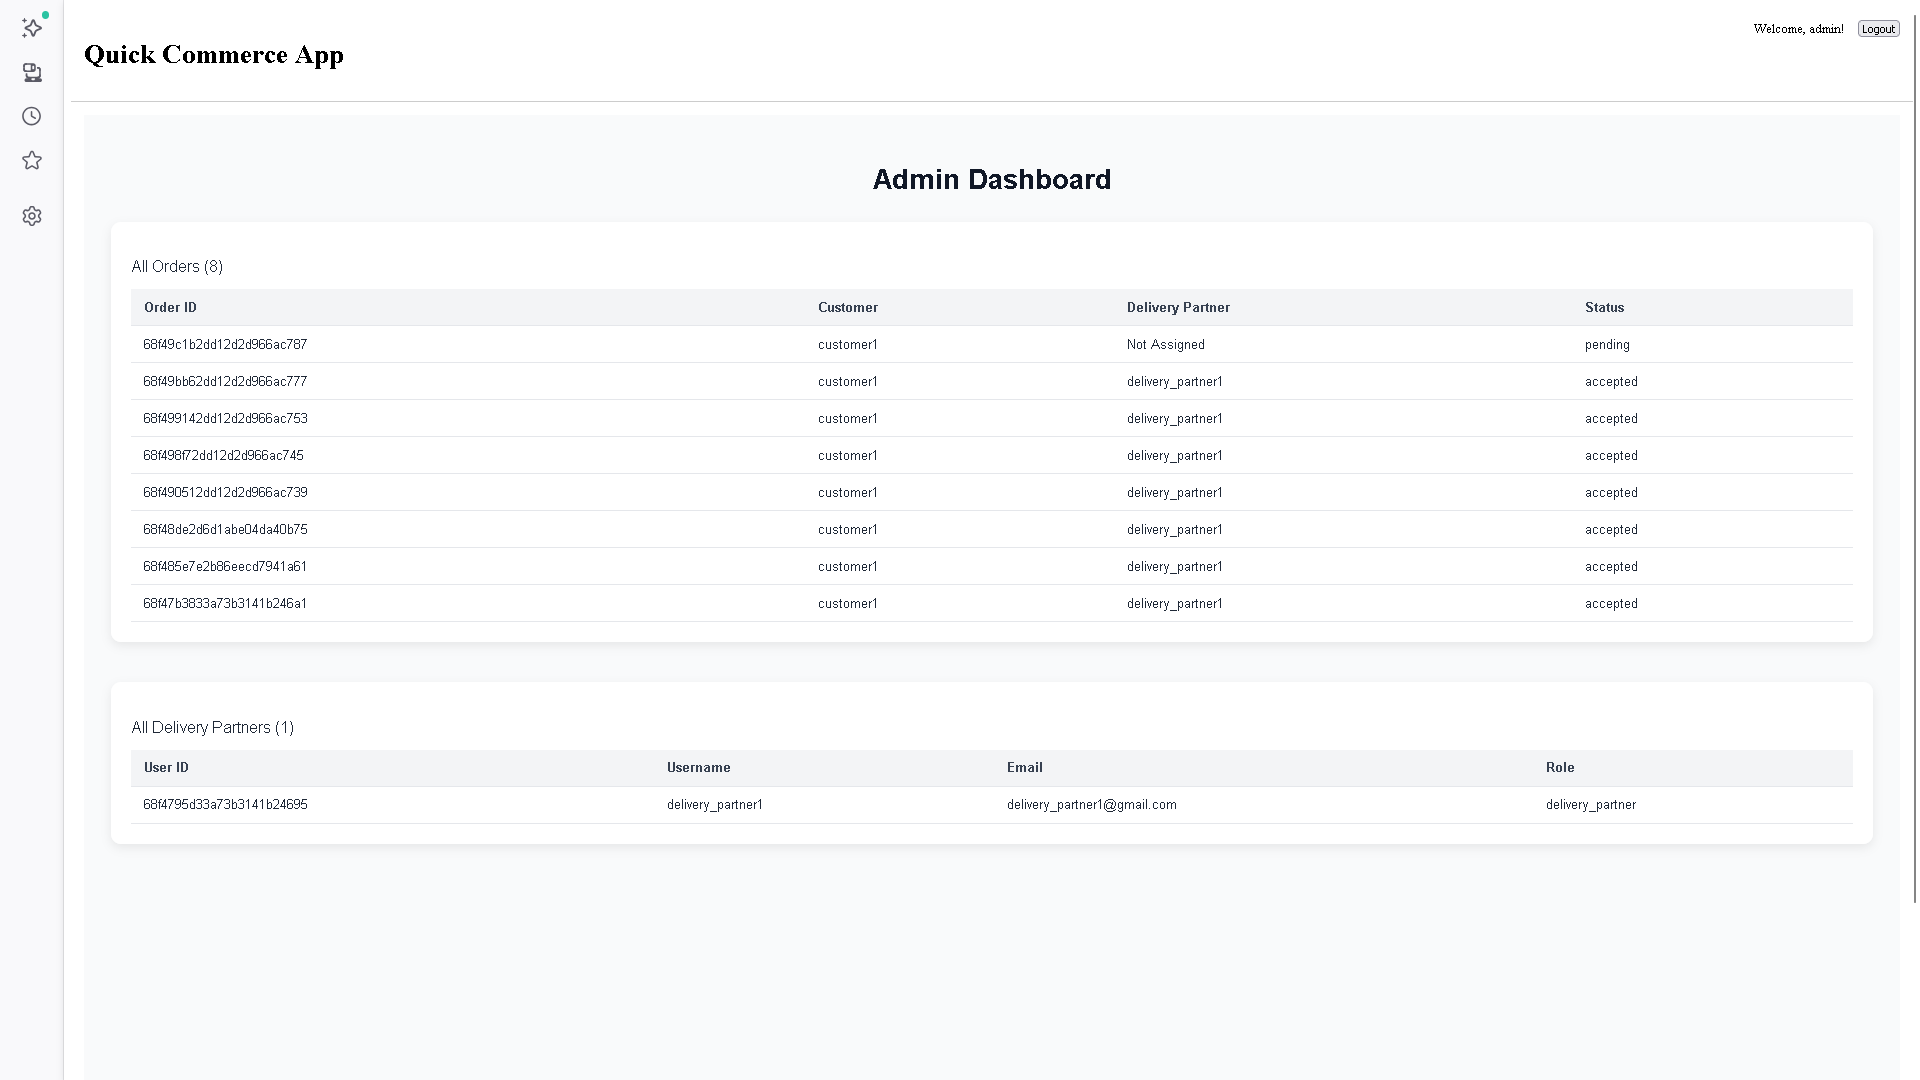 Welcome, admin! Logout
Quick Commerce App
Admin Dashboard
All Orders (8)
Order ID Customer Delivery Partner Status
68f49c1b2dd12d2d966ac787 customer1 Not Assigned pending
68f49bb62dd12d2d966ac777 customer1 delivery_partner1 accepted
68f499142dd12d2d966ac753 customer1 delivery_partner1 accepted
68f498f72dd12d2d966ac745 customer1 delivery_partner1 accepted
68f490512dd12d2d966ac739 customer1 delivery_partner1 accepted
68f48de2d6d1abe04da40b75 customer1 delivery_partner1 accepted
68f485e7e2b86eecd7941a61 customer1 delivery_partner1 accepted
68f47b3833a73b3141b246a1 customer1 delivery_partner1 accepted
All Delivery Partners (1)
User ID Username Email Role
68f4795d33a73b3141b24695 delivery_partner1 delivery_partner1@gmail.com delivery_partner